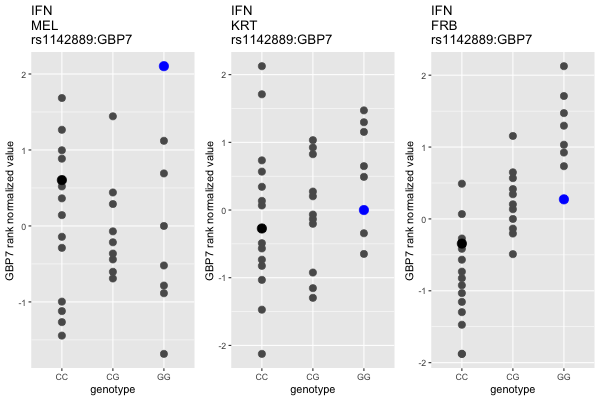 IFN
MEL
rs1142889:GBP7
GBP7 rank normalized value
2
1
0
-1
CC
CG
GG
genotype
IFN
KRT
rs1142889:GBP7
GBP7 rank normalized value
2
1
0
-1
-2
CC
CG
GG
genotype
IFN
FRB
rs1142889:GBP7
GBP7 rank normalized value
2
1
0
-1
-2
CC
CG
GG
genotype